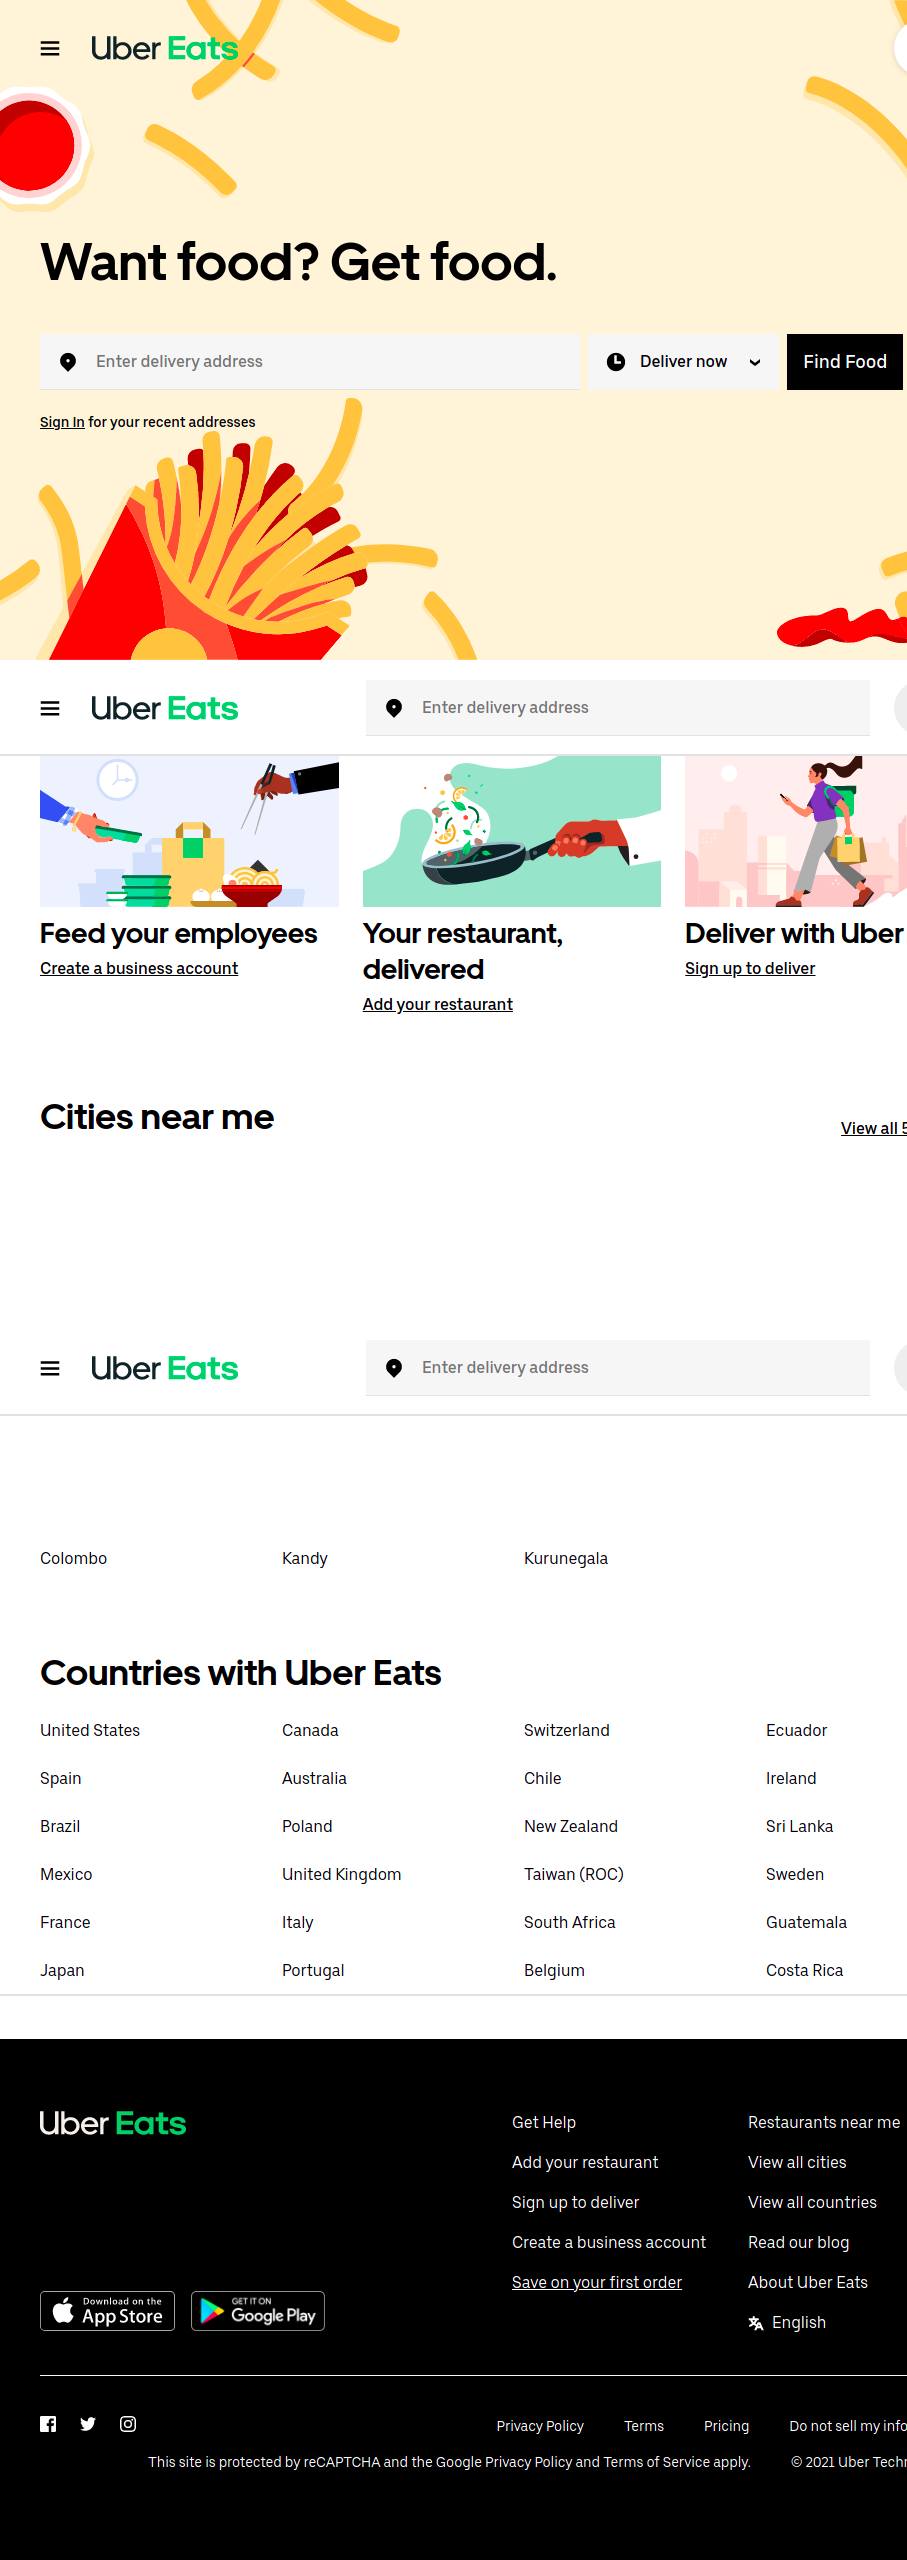 Uber Eats
Want food? Get food.
Enter delivery address
Deliver now
Find Food
Sign In for your recent addresses
Uber Eats
Enter delivery address
Feed your employees
Create a business account
Your restaurant,
delivered
Add your restaurant
Deliver with Uber
Sign up to deliver
Cities near me
View all
Uber Eats
Enter delivery address
Colombo
Kandy
Kurunegala
Countries with Uber Eats
United States
Canada
Switzerland
Ecuador
Spain
Australia
Chile
Ireland
Brazil
Poland
New Zealand
Sri Lanka
Mexico
United Kingdom
Taiwan (ROC)
Sweden
France
Italy
South Africa
Guatemala
Japan
Portugal
Belgium
Costa Rica
Uber Eats
Get Help
Add your restaurant
Sign up to deliver
Create a business account
Save on your first order
Restaurants near me
View all cities
View all countries
Read our blog
About Uber Eats
English
Download on the
App Store
GET IT ON
Google Play
Privacy Policy
Terms
Pricing
Do not sell my info
This site is protected by reCAPTCHA and the Google Privacy Policy and Terms of Service apply.
© 2021 Uber